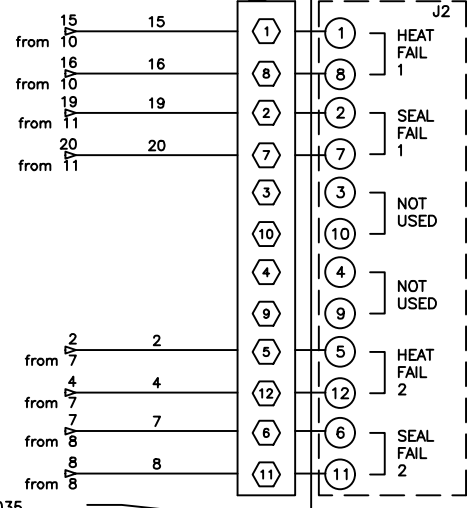 J2
15 15 1 1
from 10
HEAT
FAIL
1
16 16 8 8
from 10
19 19 2 2
from 11
SEAL
FAIL
1
20 20 7 7
from 11
3 3
NOT
USED
10 10
4 4
NOT
USED
9 9
2 2 5 5
from 7
HEAT
FAIL
2
4 4 12 12
from 7
7 7 6 6
from 8
SEAL
FAIL
2
8 8 11 11
from 8